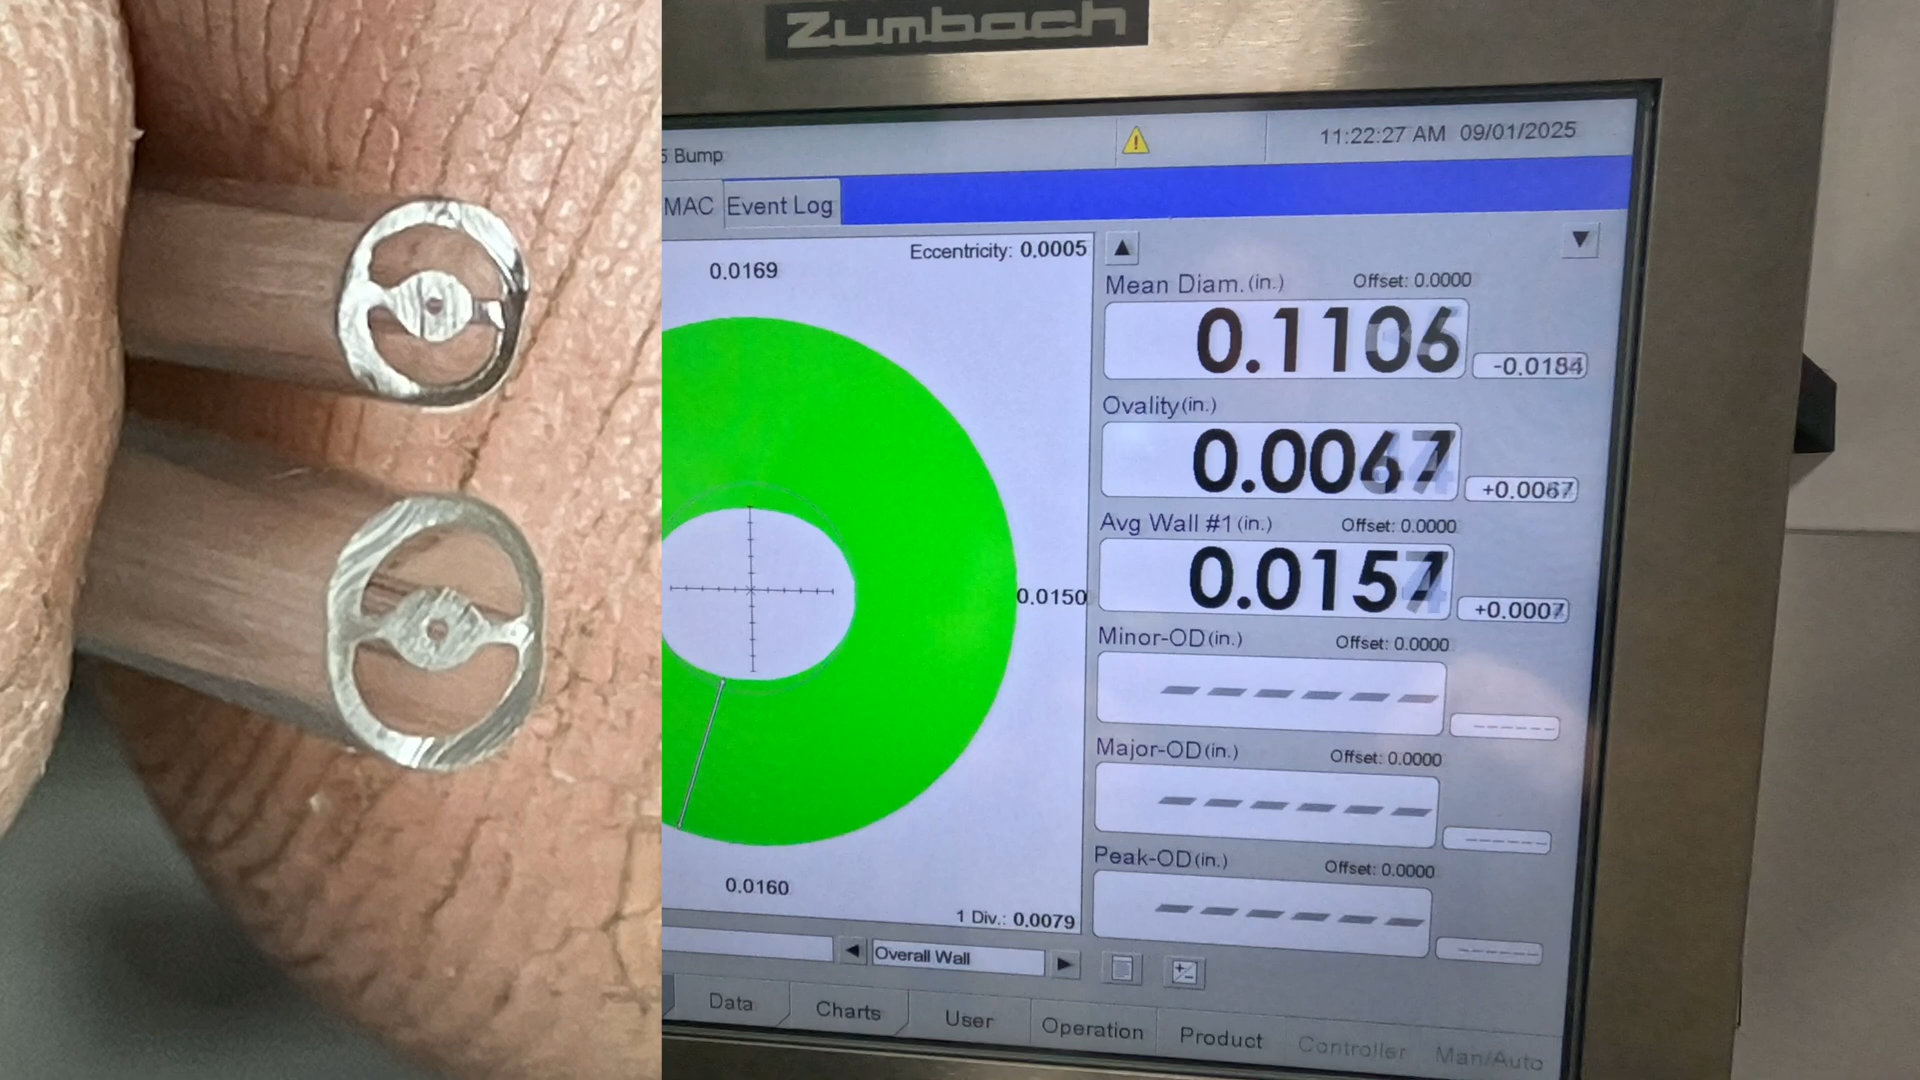 Zumbach
5 Bump
11:22:27 AM 09/01/2025
MAC
Event Log
Eccentricity: 0.0005
0.0169
0.0150
0.0160
1 Div.: 0.0079
Overall Wall
Mean Diam.(in.) Offset: 0.0000
0.1106
-0.0184
Ovality(in.)
0.0067
+0.0067
Avg Wall #1(in.) Offset: 0.0000
0.0157
+0.0007
Minor-OD(in.) Offset: 0.0000
------
------
Major-OD(in.) Offset: 0.0000
------
------
Peak-OD(in.) Offset: 0.0000
------
------
Data
Charts
User
Operation
Product
Controller
Man/Auto